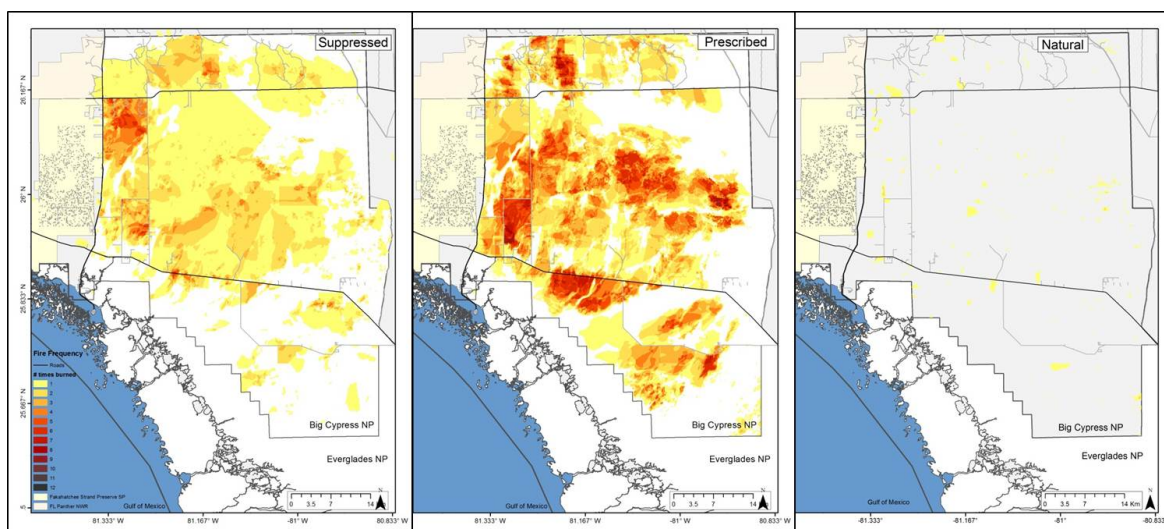 Suppressed
Prescribed
Natural
26.167° N
26° N
25.833° N
25.667° N
5
Fire Frequency
Roads
# times burned
1
2
3
4
5
6
7
8
9
10
11
12
Fakahatchee Strand Preserve NP
FL Panther NWR
Big Cypress NP
Everglades NP
Gulf of Mexico
0 3.5 7 14
81.333° W
81.167° W
81° W
80.833° W
Big Cypress NP
Everglades NP
Gulf of Mexico
0 3.5 7 14
81.333° W
81.167° W
81° W
80.833° W
Big Cypress NP
Everglades NP
Gulf of Mexico
0 3.5 7 14 Km
-81.333
-81.167
-81
-80.833